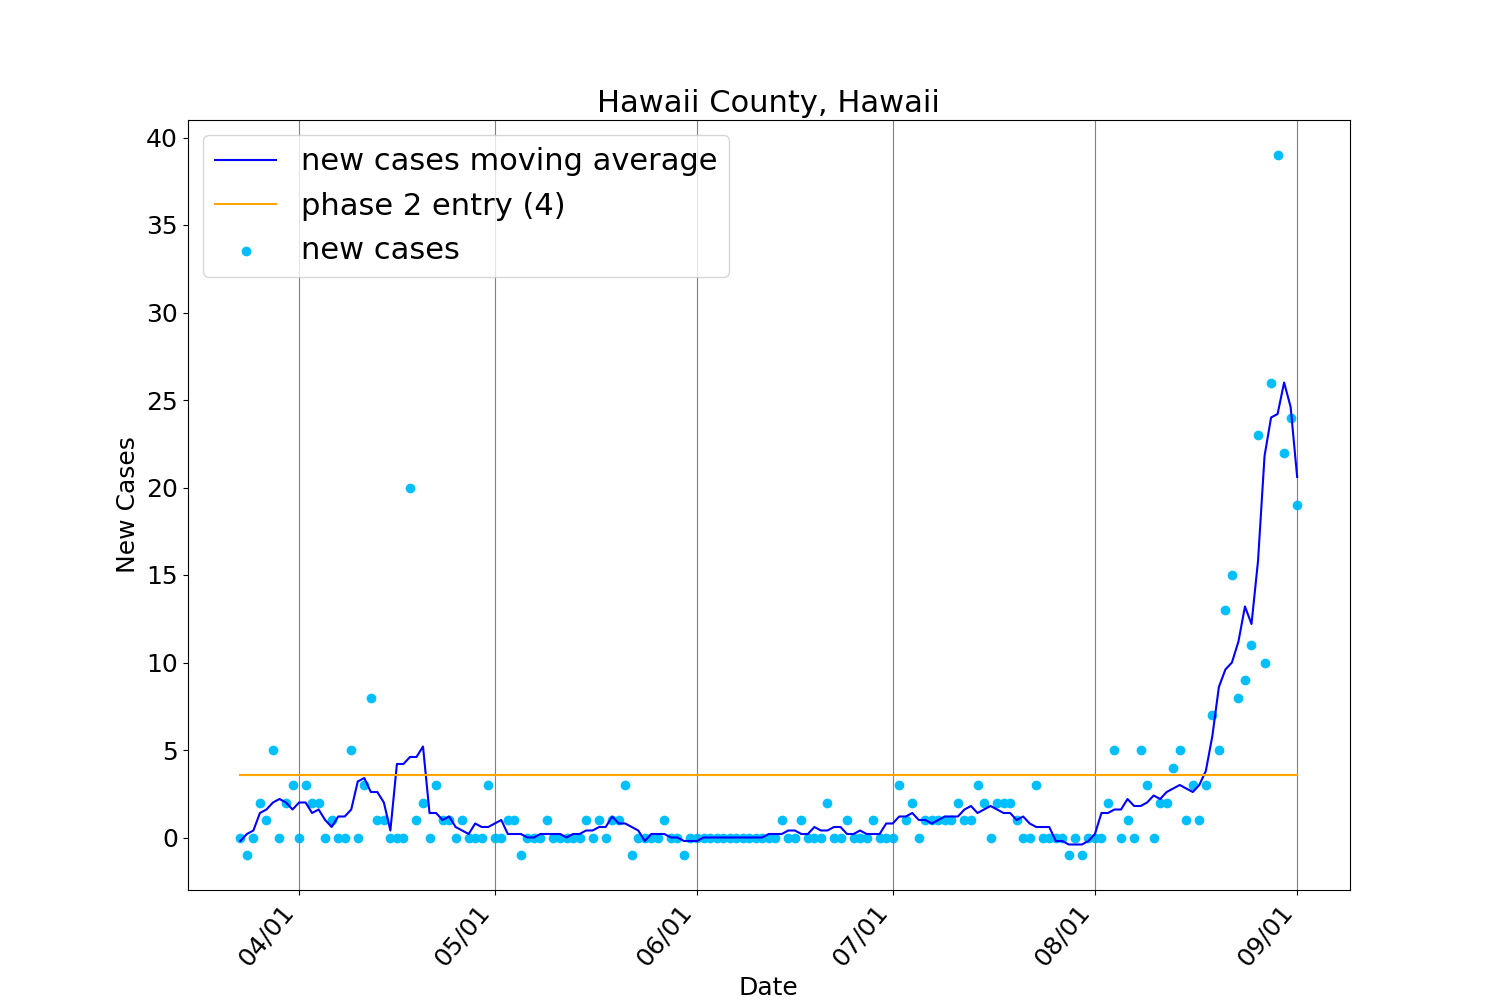 Hawaii County, Hawaii
new cases moving average
phase 2 entry (4)
new cases
40
35
30
25
20
15
10
5
0
New Cases
04/01
05/01
06/01
07/01
08/01
09/01
Date